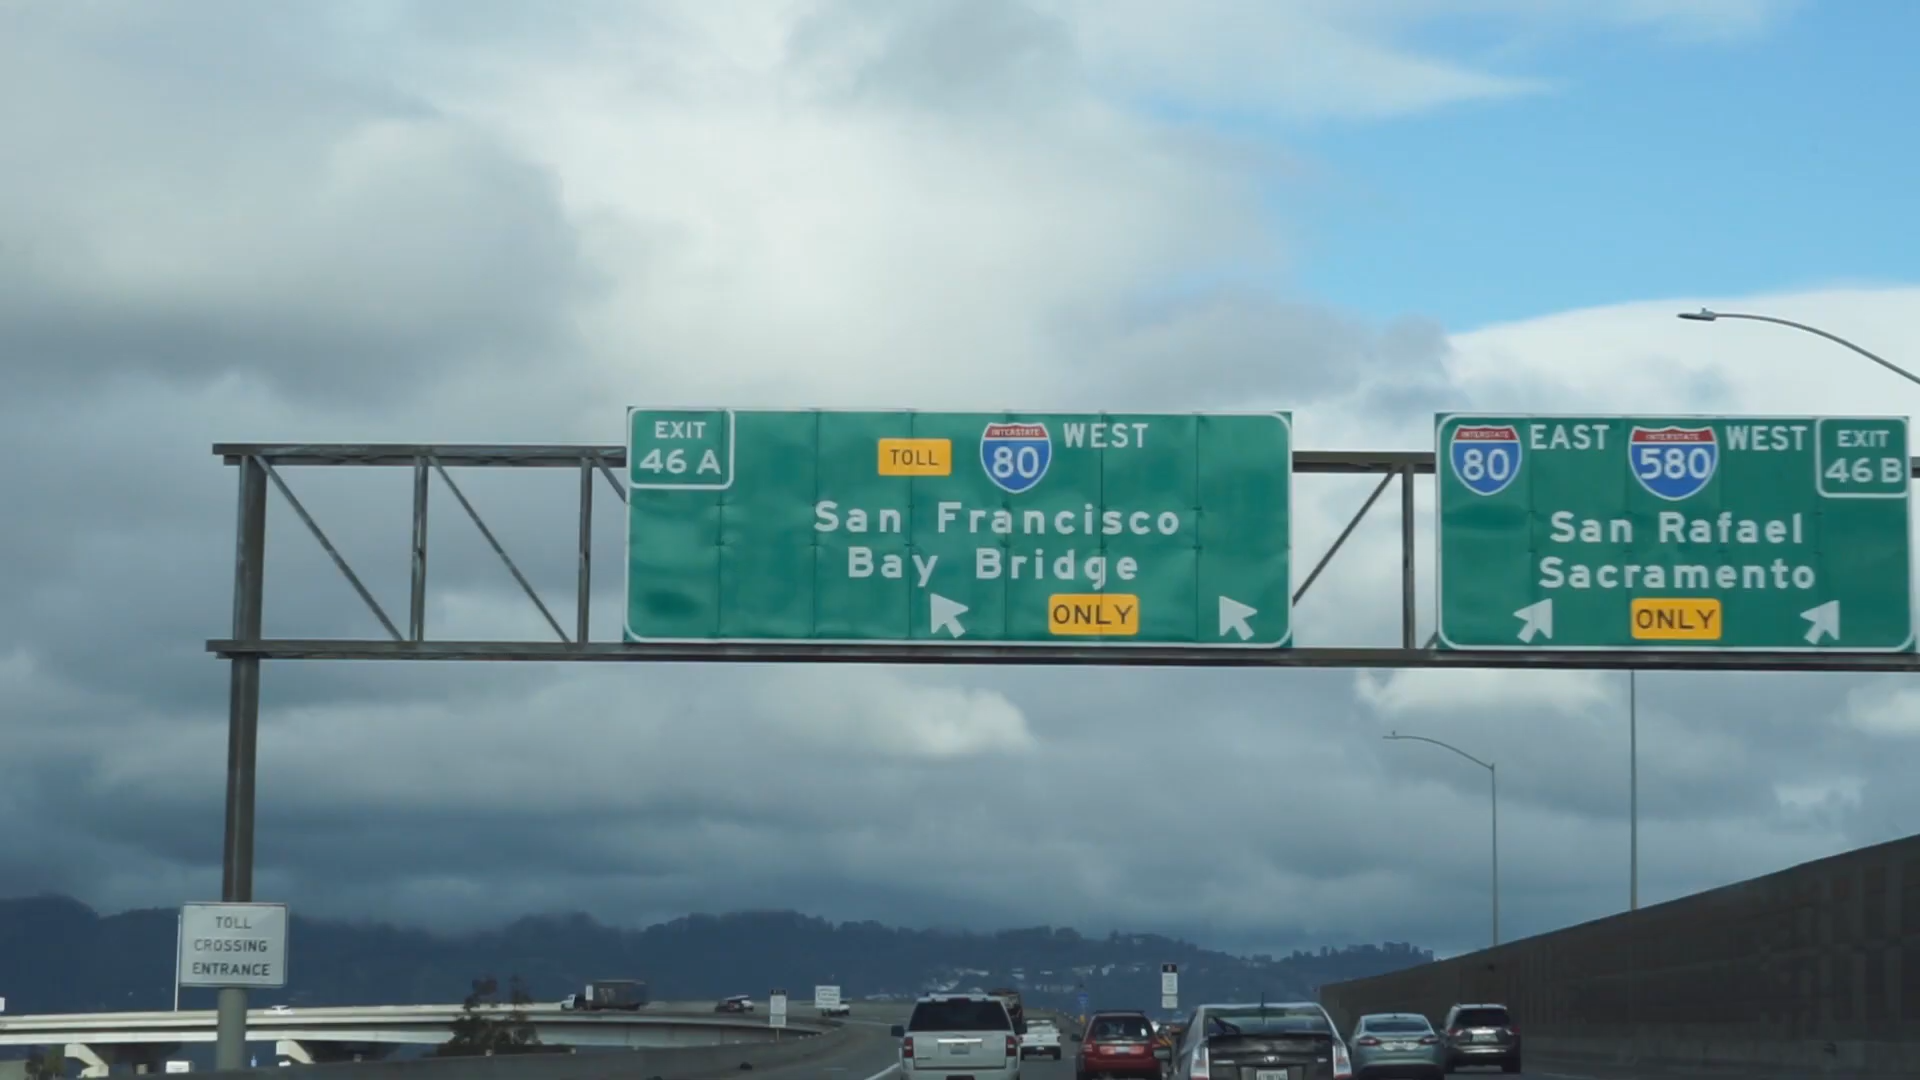 EXIT
46 A
TOLL
INTERSTATE
80
WEST
San Francisco
Bay Bridge
ONLY
INTERSTATE
80
EAST
INTERSTATE
580
WEST
EXIT
46 B
San Rafael
Sacramento
ONLY
TOLL
CROSSING
ENTRANCE